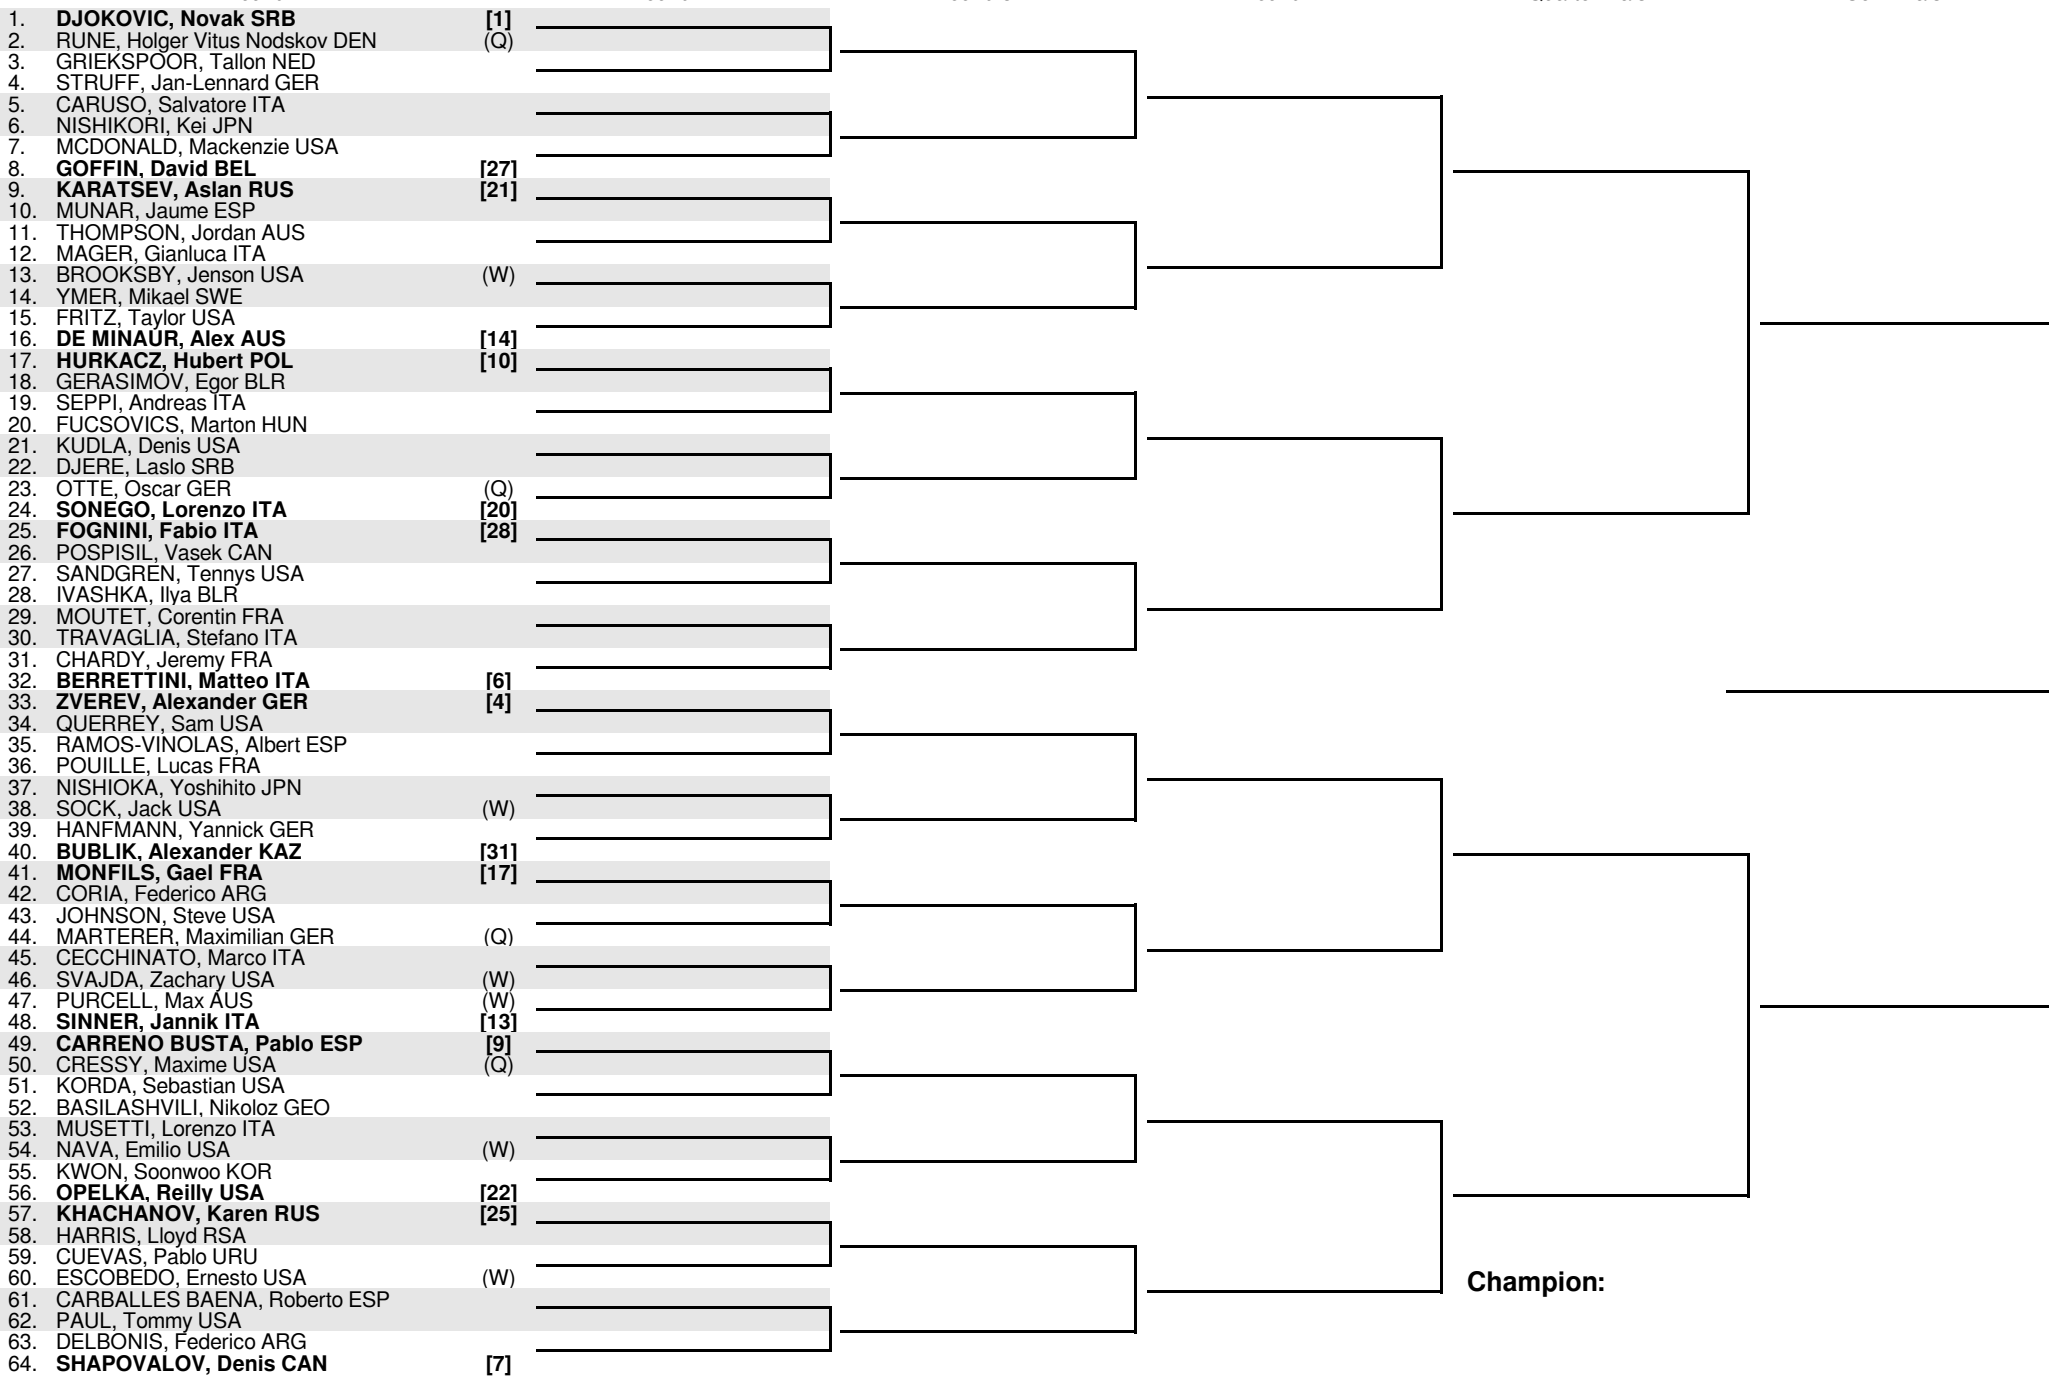 1. DJOKOVIC, Novak SRB [1]
2. RUNE, Holger Vitus Nodskov DEN (Q)
3. GRIEKSPOOR, Tallon NED
4. STRUFF, Jan-Lennard GER
5. CARUSO, Salvatore ITA
6. NISHIKORI, Kei JPN
7. MCDONALD, Mackenzie USA
8. GOFFIN, David BEL [27]
9. KARATSEV, Aslan RUS [21]
10. MUNAR, Jaume ESP
11. THOMPSON, Jordan AUS
12. MAGER, Gianluca ITA
13. BROOKSBY, Jenson USA (W)
14. YMER, Mikael SWE
15. FRITZ, Taylor USA
16. DE MINAUR, Alex AUS [14]
17. HURKACZ, Hubert POL [10]
18. GERASIMOV, Egor BLR
19. SEPPI, Andreas ITA
20. FUCSOVICS, Marton HUN
21. KUDLA, Denis USA
22. DJERE, Laslo SRB
23. OTTE, Oscar GER (Q)
24. SONEGO, Lorenzo ITA [20]
25. FOGNINI, Fabio ITA [28]
26. POSPISIL, Vasek CAN
27. SANDGREN, Tennys USA
28. IVASHKA, Ilya BLR
29. MOUTET, Corentin FRA
30. TRAVAGLIA, Stefano ITA
31. CHARDY, Jeremy FRA
32. BERRETTINI, Matteo ITA [6]
33. ZVEREV, Alexander GER [4]
34. QUERREY, Sam USA
35. RAMOS-VINOLAS, Albert ESP
36. POUILLE, Lucas FRA
37. NISHIOKA, Yoshihito JPN
38. SOCK, Jack USA (W)
39. HANFMANN, Yannick GER
40. BUBLIK, Alexander KAZ [31]
41. MONFILS, Gael FRA [17]
42. CORIA, Federico ARG
43. JOHNSON, Steve USA
44. MARTERER, Maximilian GER (Q)
45. CECCHINATO, Marco ITA
46. SVAJDA, Zachary USA (W)
47. PURCELL, Max AUS (W)
48. SINNER, Jannik ITA [13]
49. CARRENO BUSTA, Pablo ESP [9]
50. CRESSY, Maxime USA (Q)
51. KORDA, Sebastian USA
52. BASILASHVILI, Nikoloz GEO
53. MUSETTI, Lorenzo ITA
54. NAVA, Emilio USA (W)
55. KWON, Soonwoo KOR
56. OPELKA, Reilly USA [22]
57. KHACHANOV, Karen RUS [25]
58. HARRIS, Lloyd RSA
59. CUEVAS, Pablo URU
60. ESCOBEDO, Ernesto USA (W)
Champion:
61. CARBALLES BAENA, Roberto ESP
62. PAUL, Tommy USA
63. DELBONIS, Federico ARG
64. SHAPOVALOV, Denis CAN [7]